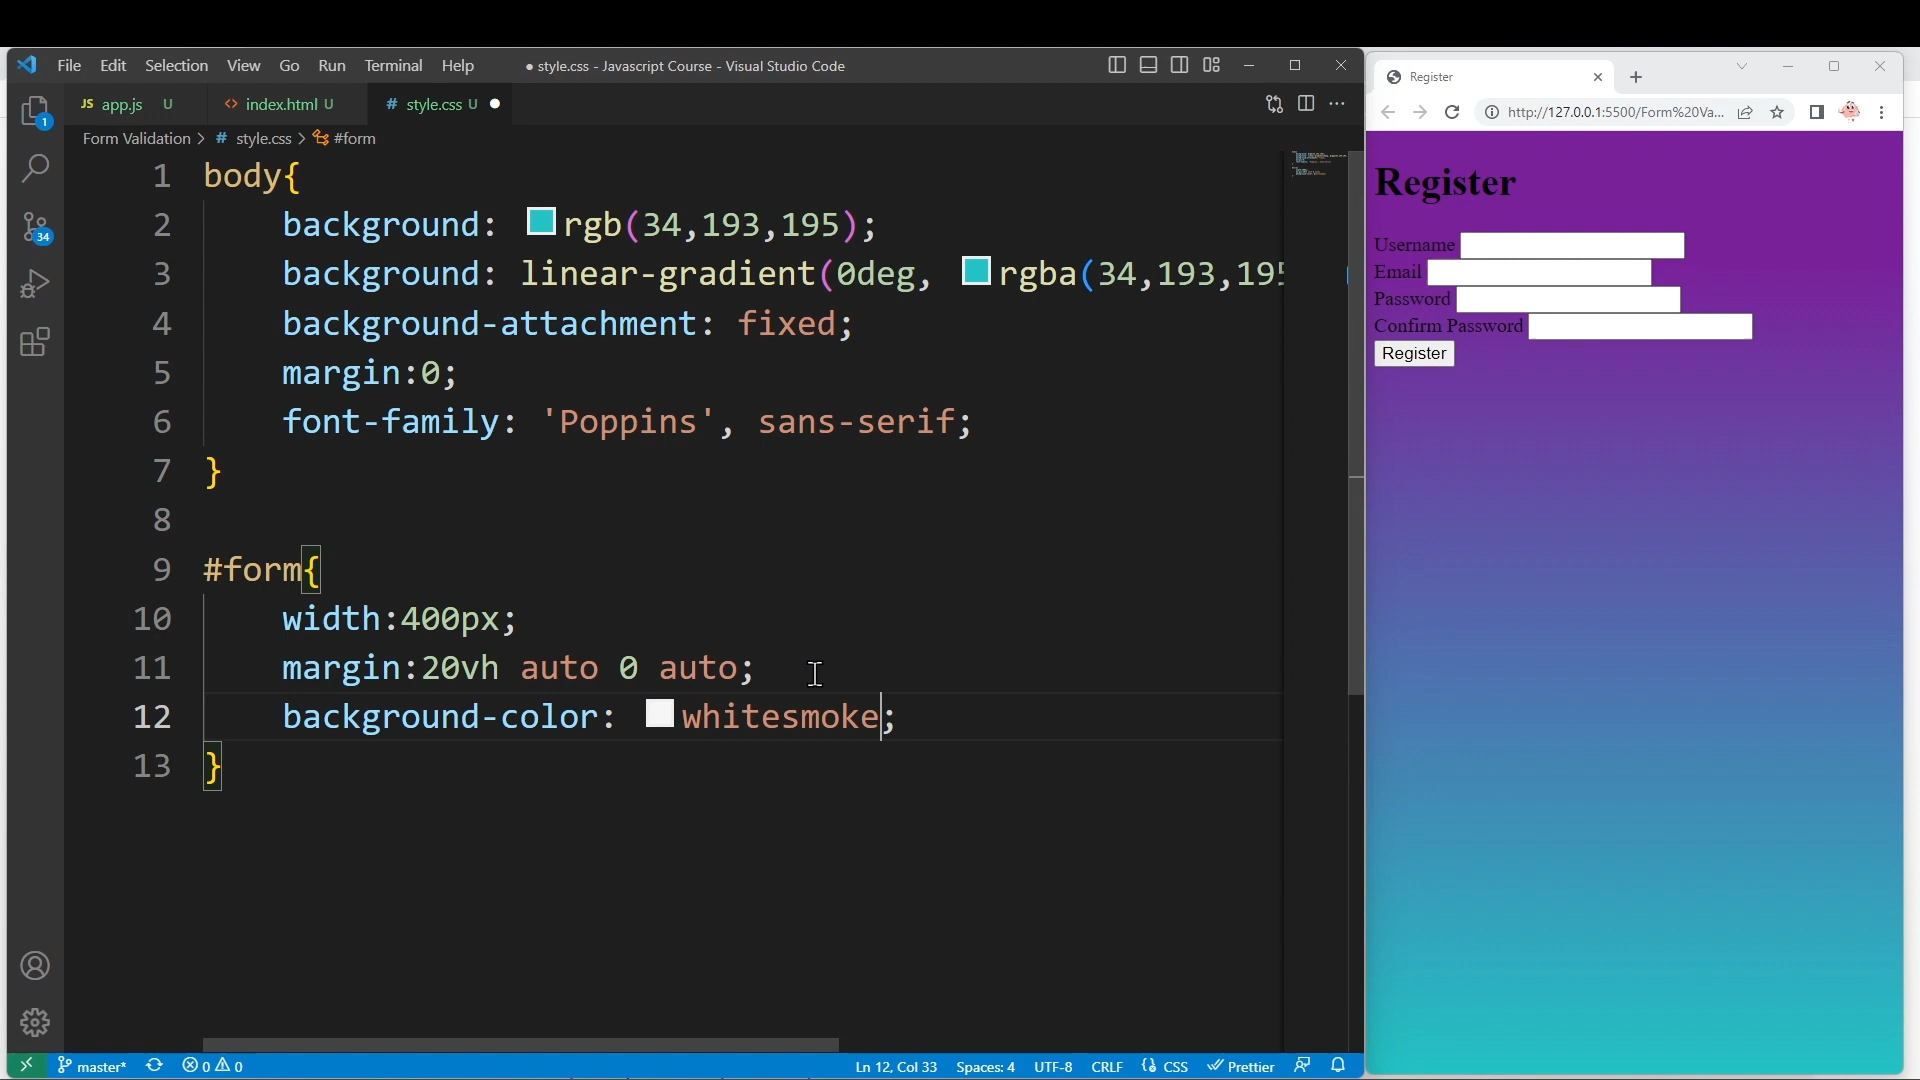 File Edit Selection View Go Run Terminal Help
● style.css - Javascript Course - Visual Studio Code
JS app.js U
<> index.html U
# style.css U ●
Form Validation > # style.css > #form
1 body{
2 background: rgb(34,193,195);
3 background: linear-gradient(0deg, rgba(34,193,195
4 background-attachment: fixed;
5 margin:0;
6 font-family: 'Poppins', sans-serif;
7 }
8
9 #form{
10 width:400px;
11 margin:20vh auto 0 auto;
12 background-color: whitesmoke;
13 }
1
34
master* 0 0
Ln 12, Col 33 Spaces: 4 UTF-8 CRLF {} CSS Prettier
Register
http://127.0.0.1:5500/Form%20Va...
Register
Username
Email
Password
Confirm Password
Register